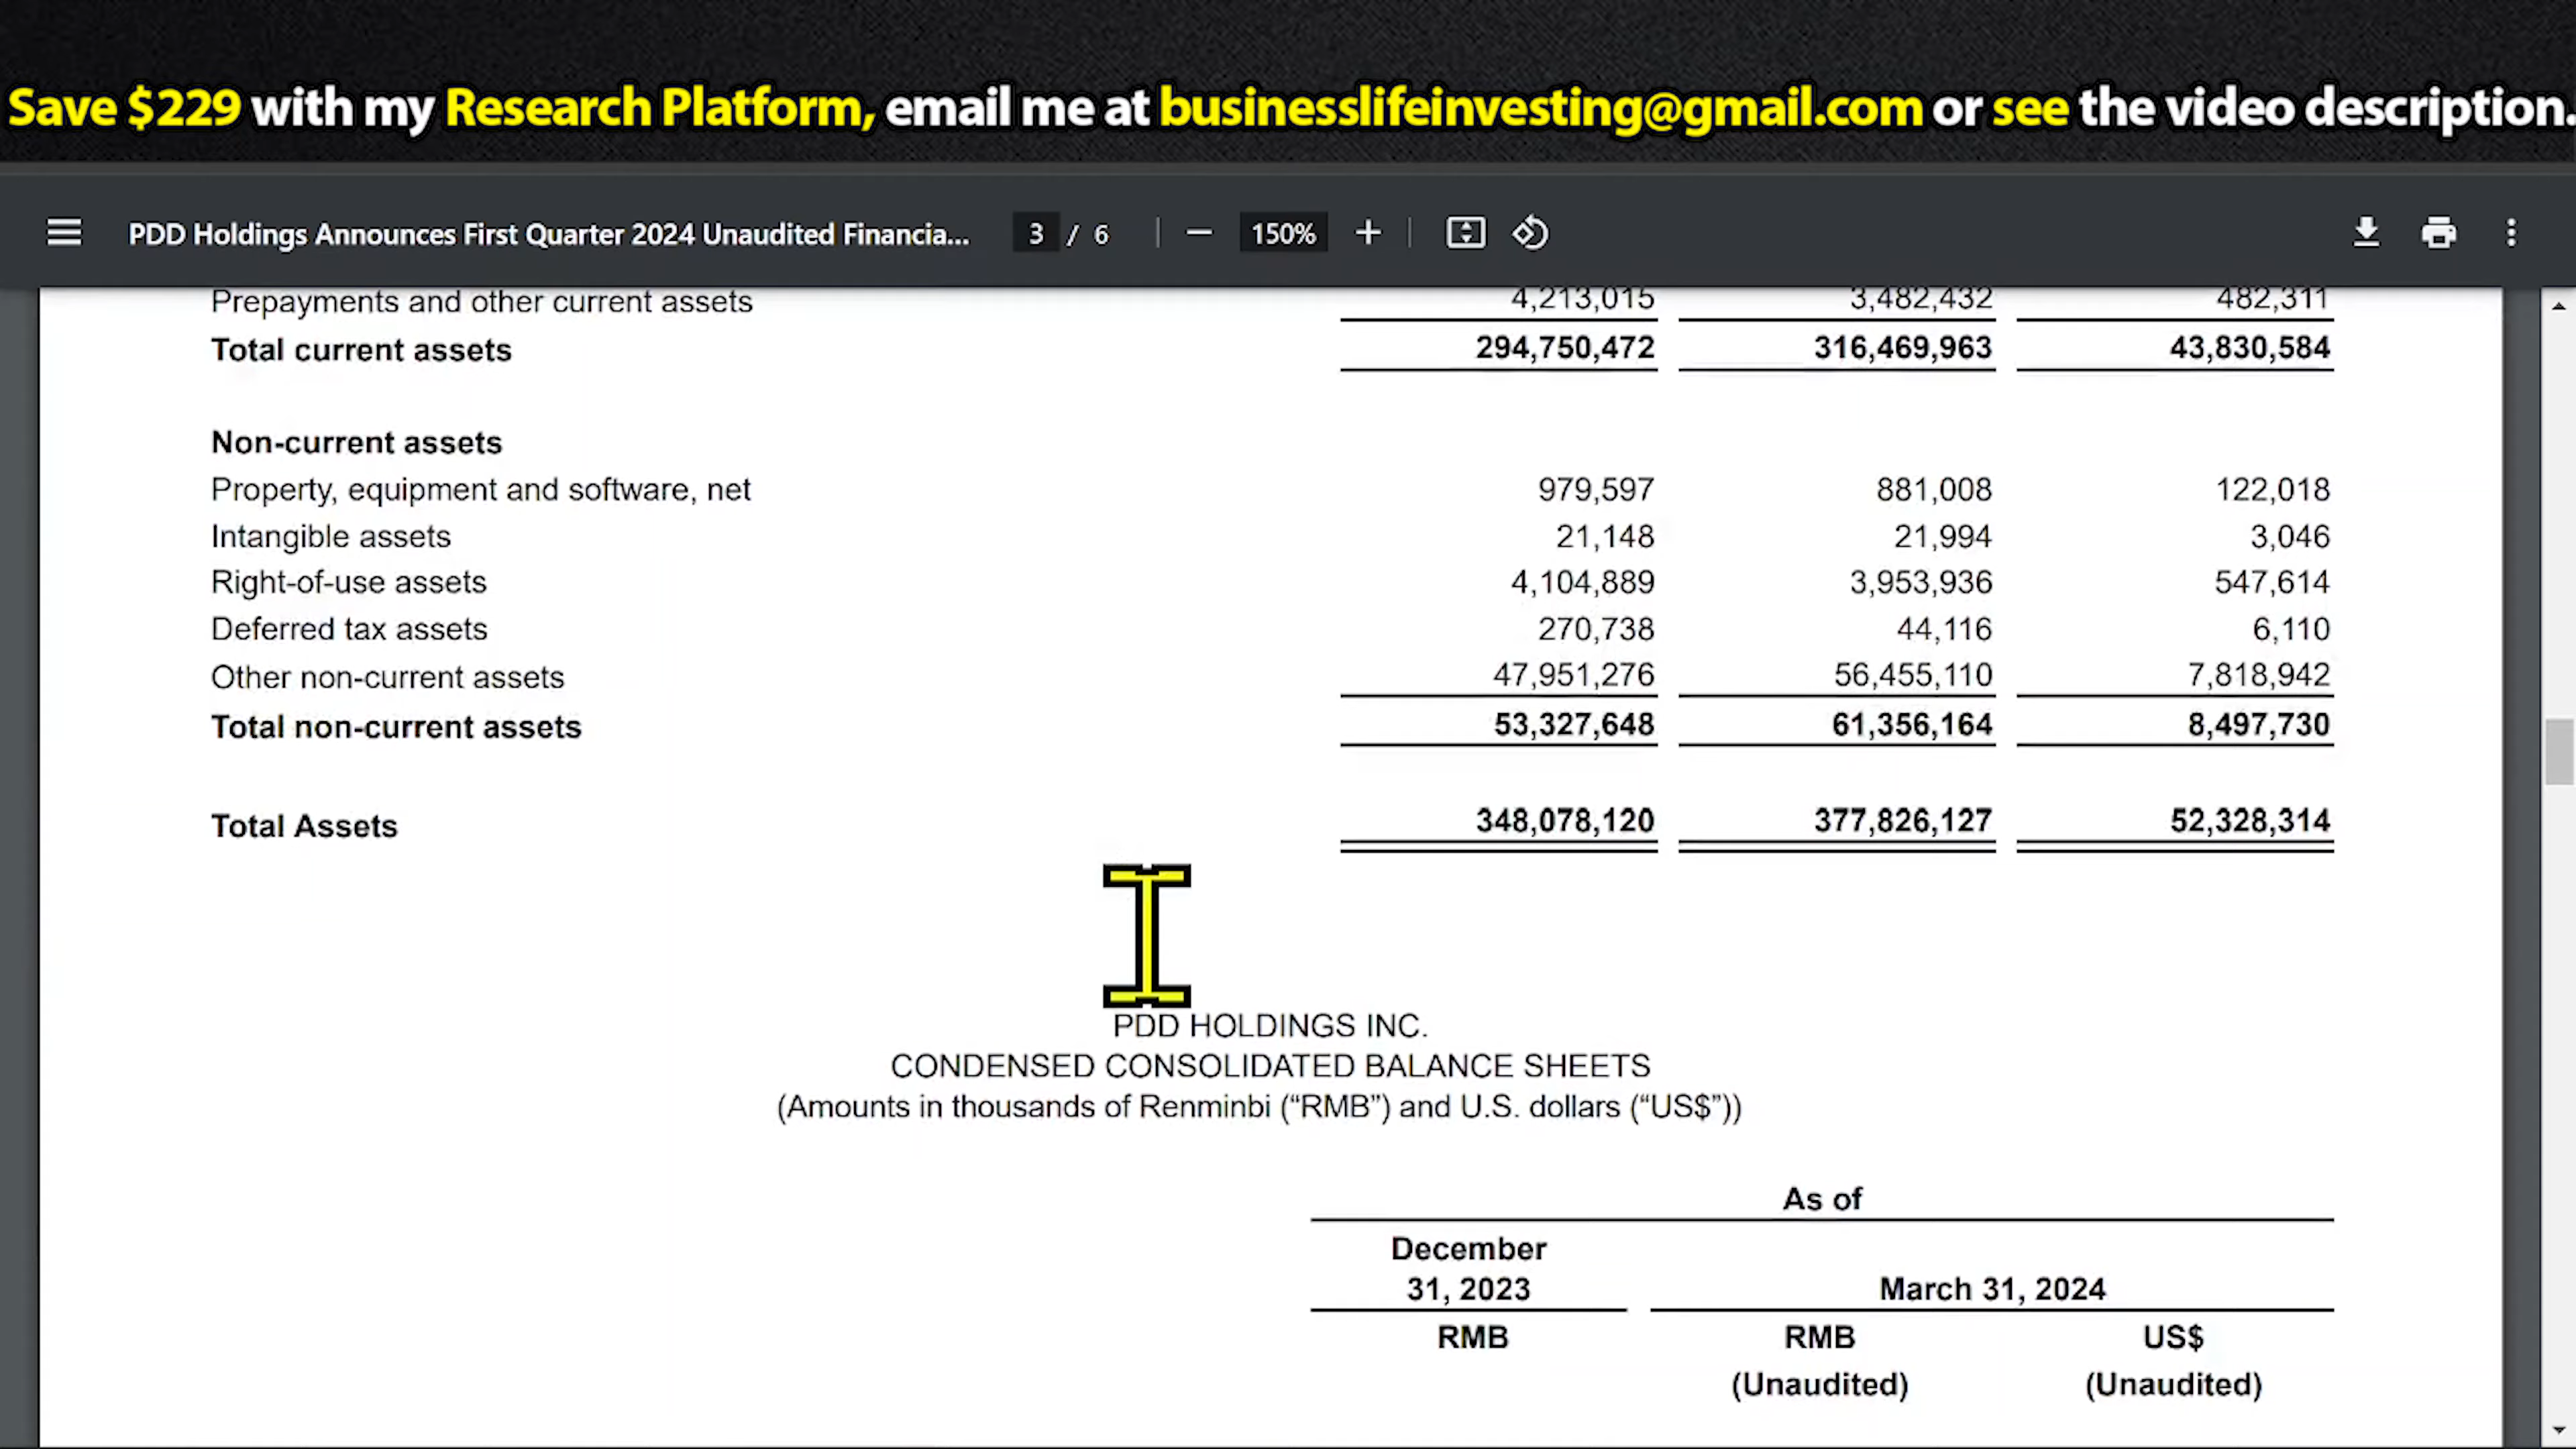 Save $229 with my Research Platform, email me at businesslifeinvesting@gmail.com or see the video description.
PDD Holdings Announces First Quarter 2024 Unaudited Financia... 3 / 6 150%
Prepayments and other current assets 4,213,015 3,482,432 482,311
Total current assets 294,750,472 316,469,963 43,830,584
Non-current assets
Property, equipment and software, net 979,597 881,008 122,018
Intangible assets 21,148 21,994 3,046
Right-of-use assets 4,104,889 3,953,936 547,614
Deferred tax assets 270,738 44,116 6,110
Other non-current assets 47,951,276 56,455,110 7,818,942
Total non-current assets 53,327,648 61,356,164 8,497,730
Total Assets 348,078,120 377,826,127 52,328,314
PDD HOLDINGS INC.
CONDENSED CONSOLIDATED BALANCE SHEETS
(Amounts in thousands of Renminbi (“RMB”) and U.S. dollars (“US$”))
As of
December
31, 2023 March 31, 2024
RMB RMB US$
(Unaudited) (Unaudited)